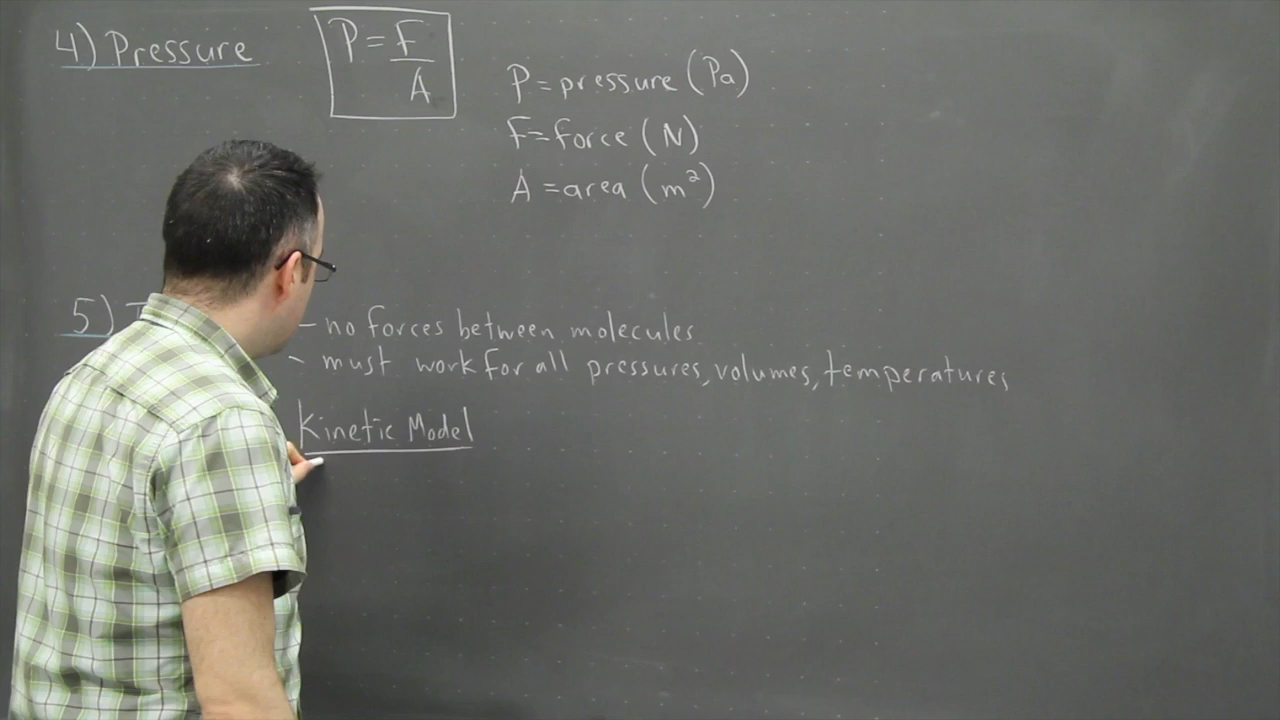 4) Pressure
P = F/A
P = pressure (Pa)
F = force (N)
A = area (m²)
5)
- no forces between molecules
- must work for all pressures, volumes, temperatures
Kinetic Model